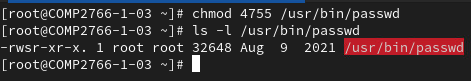 [root@COMP2766-1-03 ~]# chmod 4755 /usr/bin/passwd
[root@COMP2766-1-03 ~]# ls -l /usr/bin/passwd
-rwsr-xr-x. 1 root root 32648 Aug  9  2021 /usr/bin/passwd
[root@COMP2766-1-03 ~]#